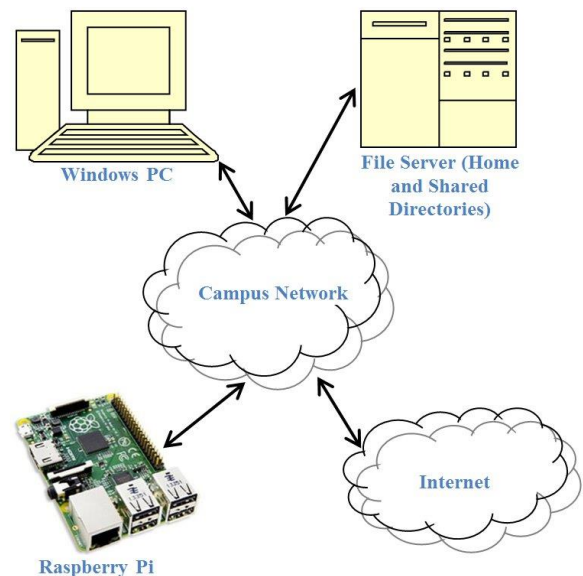 Windows PC
File Server (Home
and Shared
Directories)
Campus Network
Internet
Raspberry Pi